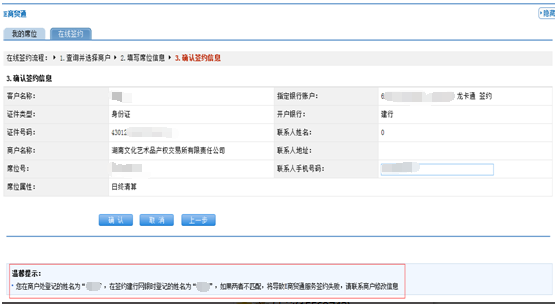 E商贸通
隐藏
我的席位 在线签约
在线签约流程： 1.查询并选择商户 2.填写席位信息 3.确认签约信息
3.确认签约信息
客户名称： 指定银行账户： 6 龙卡通 签约
证件类型： 身份证 开户银行： 建行
证件号码： 43012 联系人姓名： 0
商户名称： 湖南文化艺术品产权交易所有限责任公司 联系人地址：
席位号： 联系人手机号码：
席位属性： 日终清算
确 认 取 消 上一步
温馨提示：
* 您在商户处登记的姓名为“ ”，在签约建行网银时登记的姓名为“ ”，如果两者不匹配，将导致E商贸通服务签约失败，请联系商户修改信息